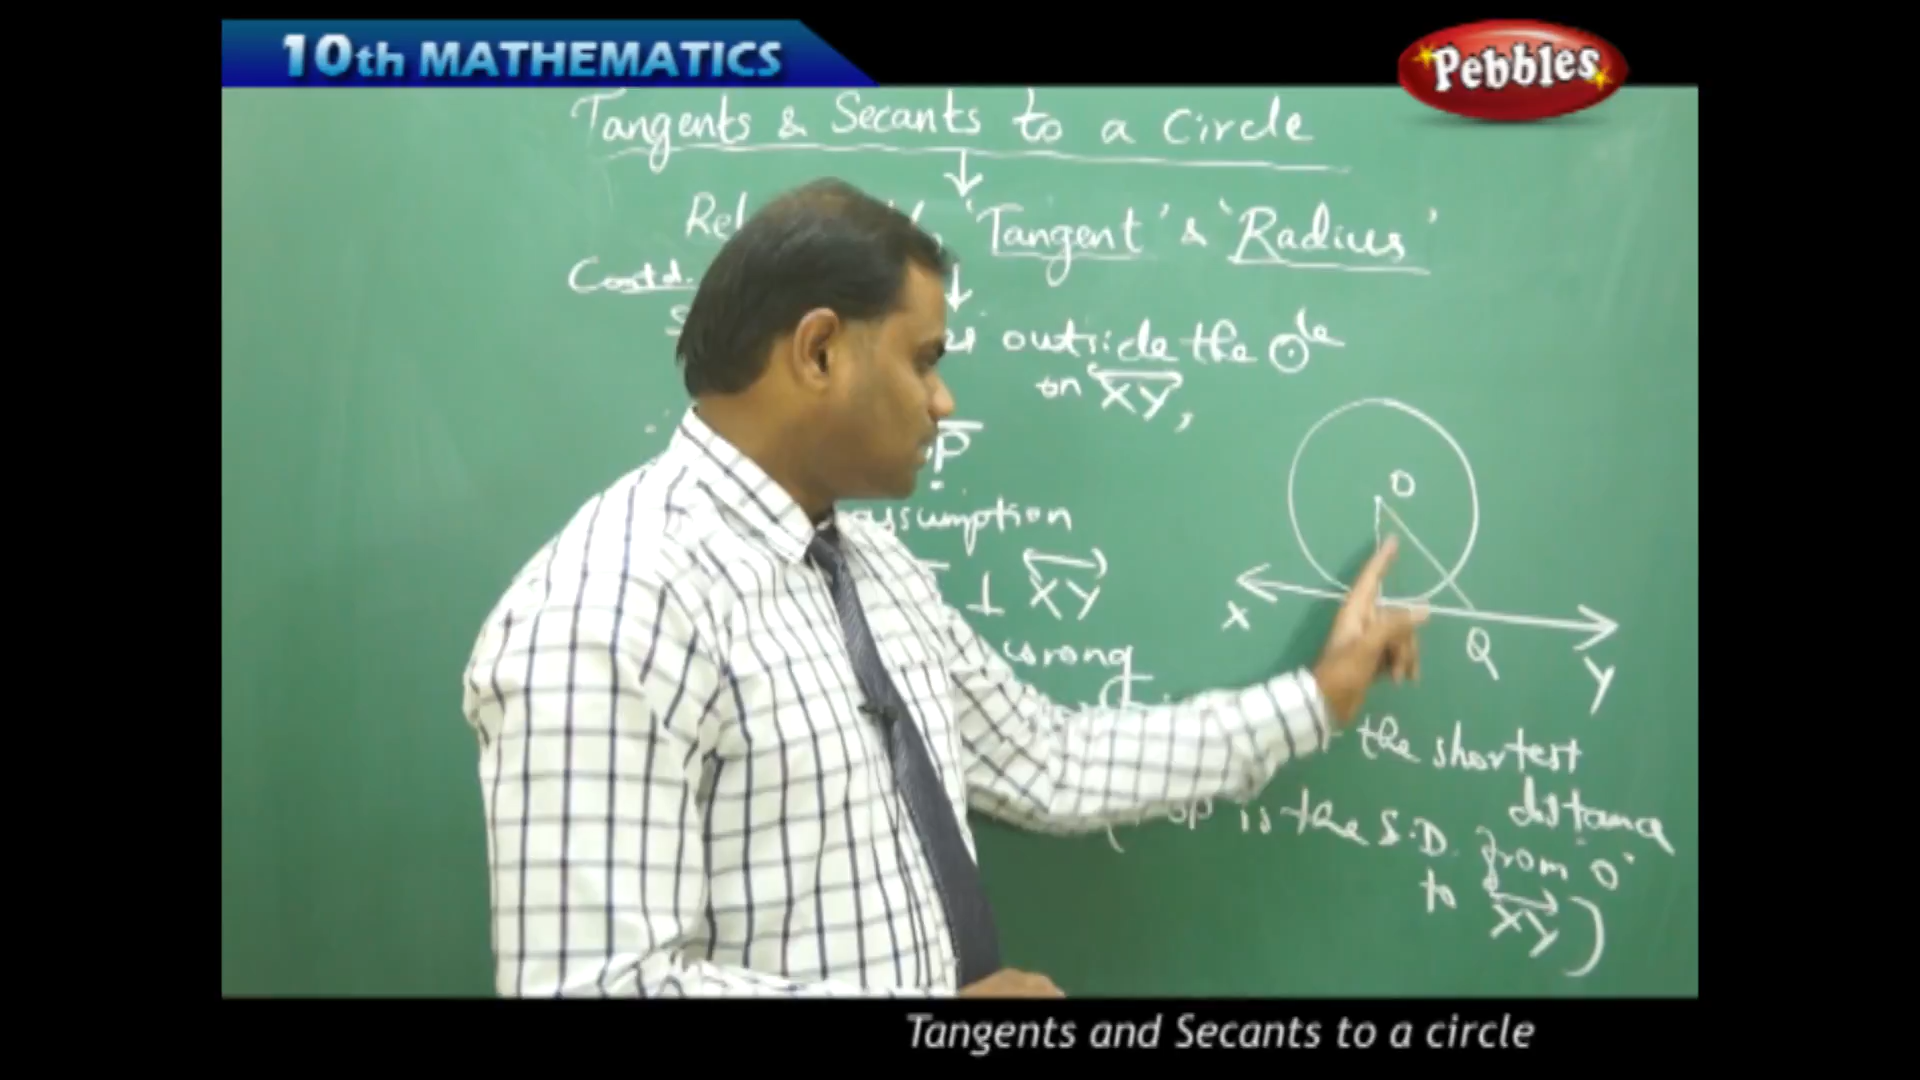 10th MATHEMATICS
Pebbles
Tangents & Secants to a Circle
'Tangent' & 'Radius'
Contd.
outside the ⊙le
on XY,
P
assumption
⊥ XY
wrong
O
X
Q
Y
the shortest
distance
OP is the S.D. from 'O'
to XY)
Tangents and Secants to a circle